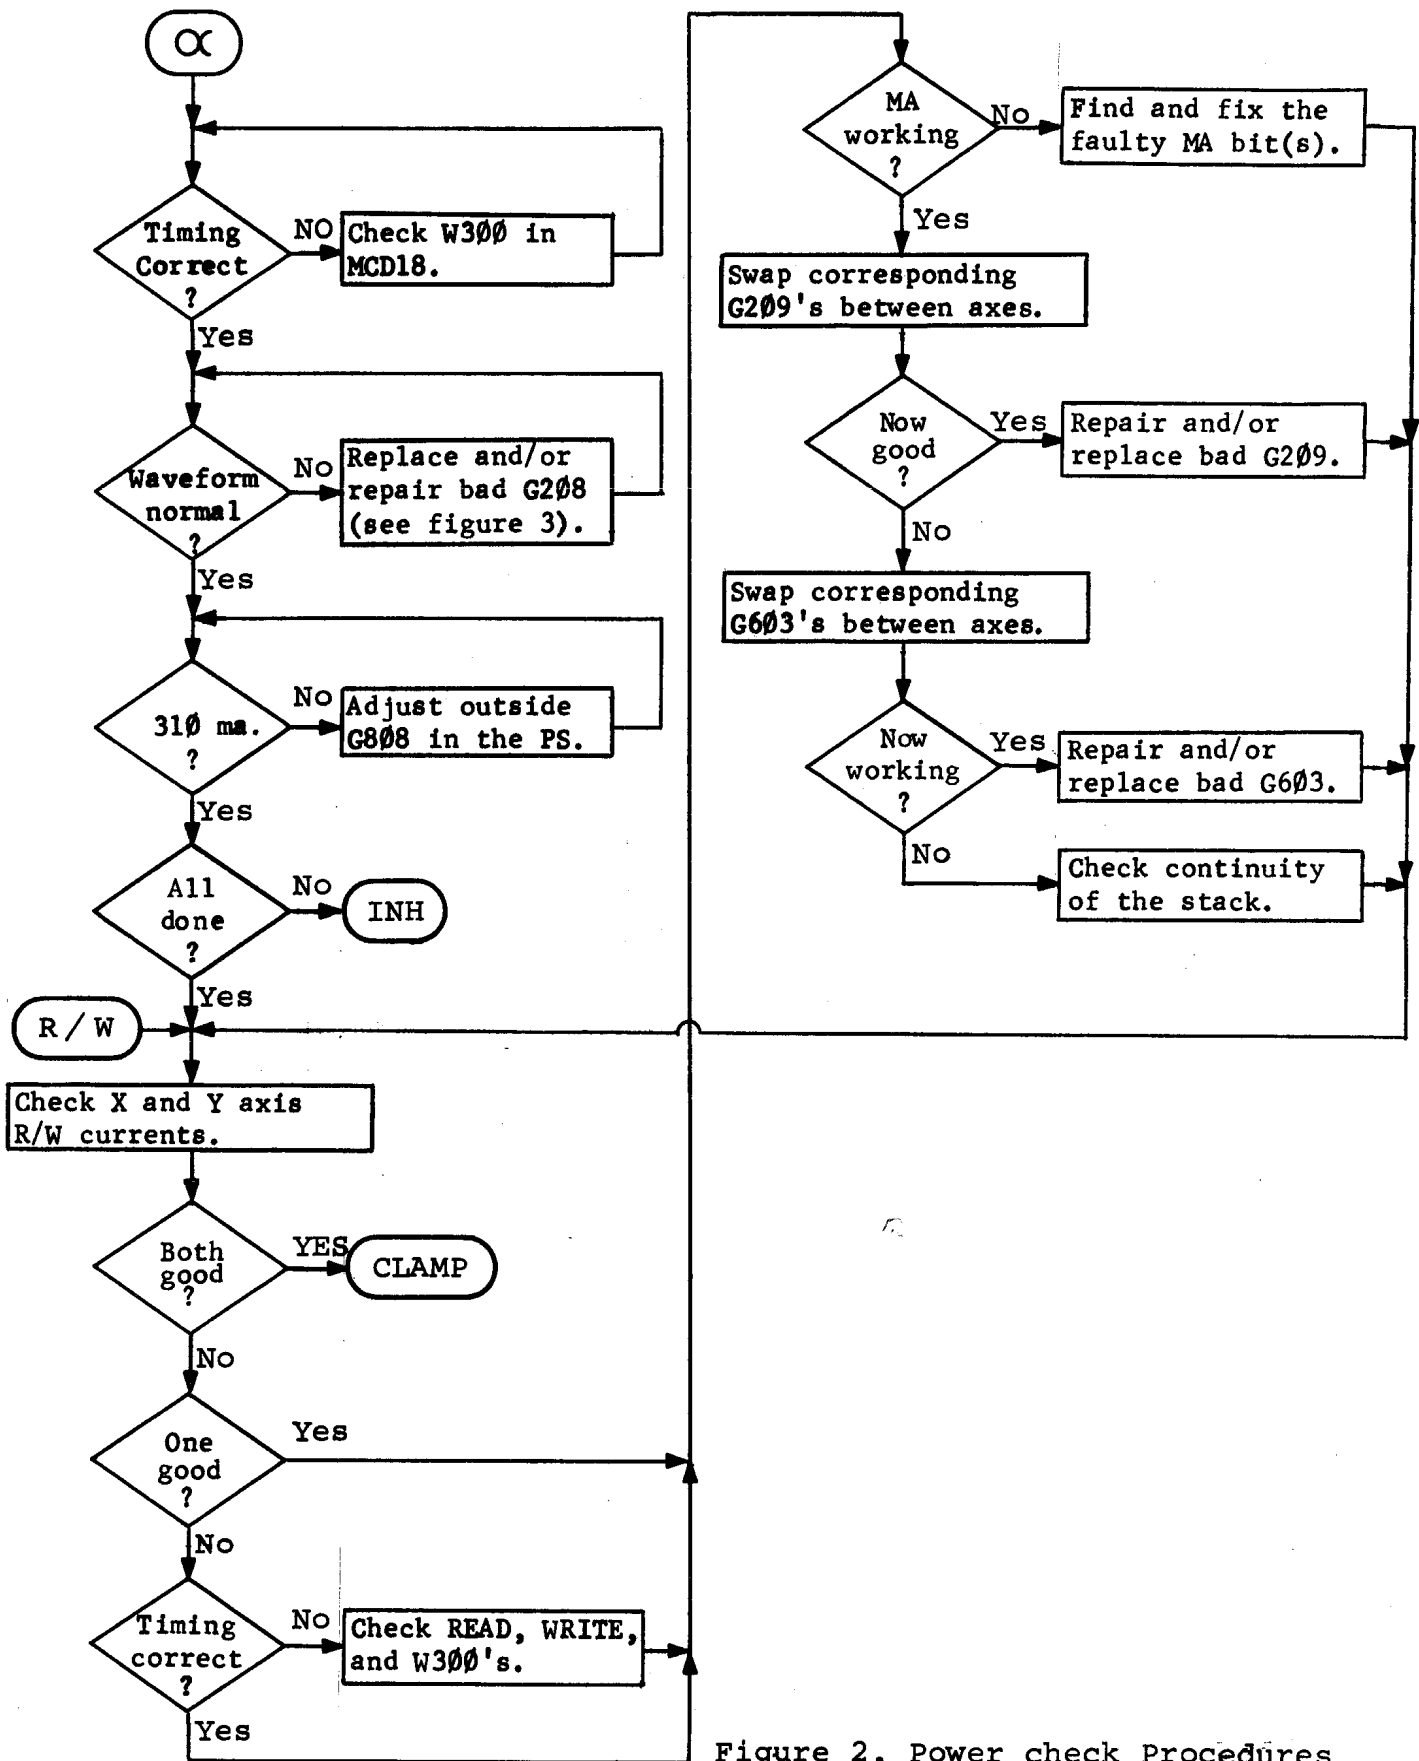 α
Timing
Correct
?
NO
Check W3ØØ in
MCD18.
Yes
Waveform
normal
?
No
Replace and/or
repair bad G2Ø8
(see figure 3).
Yes
31Ø ma.
?
No
Adjust outside
G8Ø8 in the PS.
Yes
All
done
?
No
INH
Yes
R/W
Check X and Y axis
R/W currents.
Both
good
?
YES
CLAMP
No
One
good
?
Yes
No
Timing
correct
?
No
Check READ, WRITE,
and W3ØØ's.
Yes
MA
working
?
No
Find and fix the
faulty MA bit(s).
Yes
Swap corresponding
G2Ø9's between axes.
Now
good
?
Yes
Repair and/or
replace bad G2Ø9.
No
Swap corresponding
G6Ø3's between axes.
Now
working
?
Yes
Repair and/or
replace bad G6Ø3.
No
Check continuity
of the stack.
Figure 2. Power check Procedures